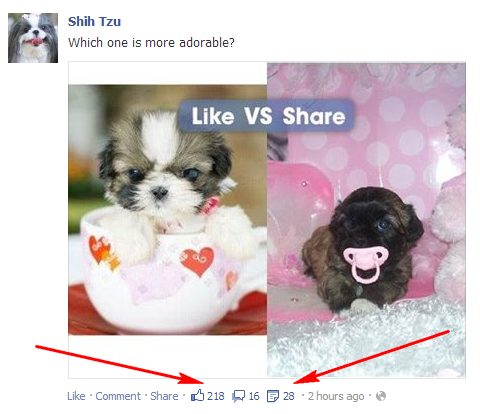 Shih Tzu
Which one is more adorable?
Like VS Share
Like · Comment · Share · 218 16 28 · 2 hours ago ·